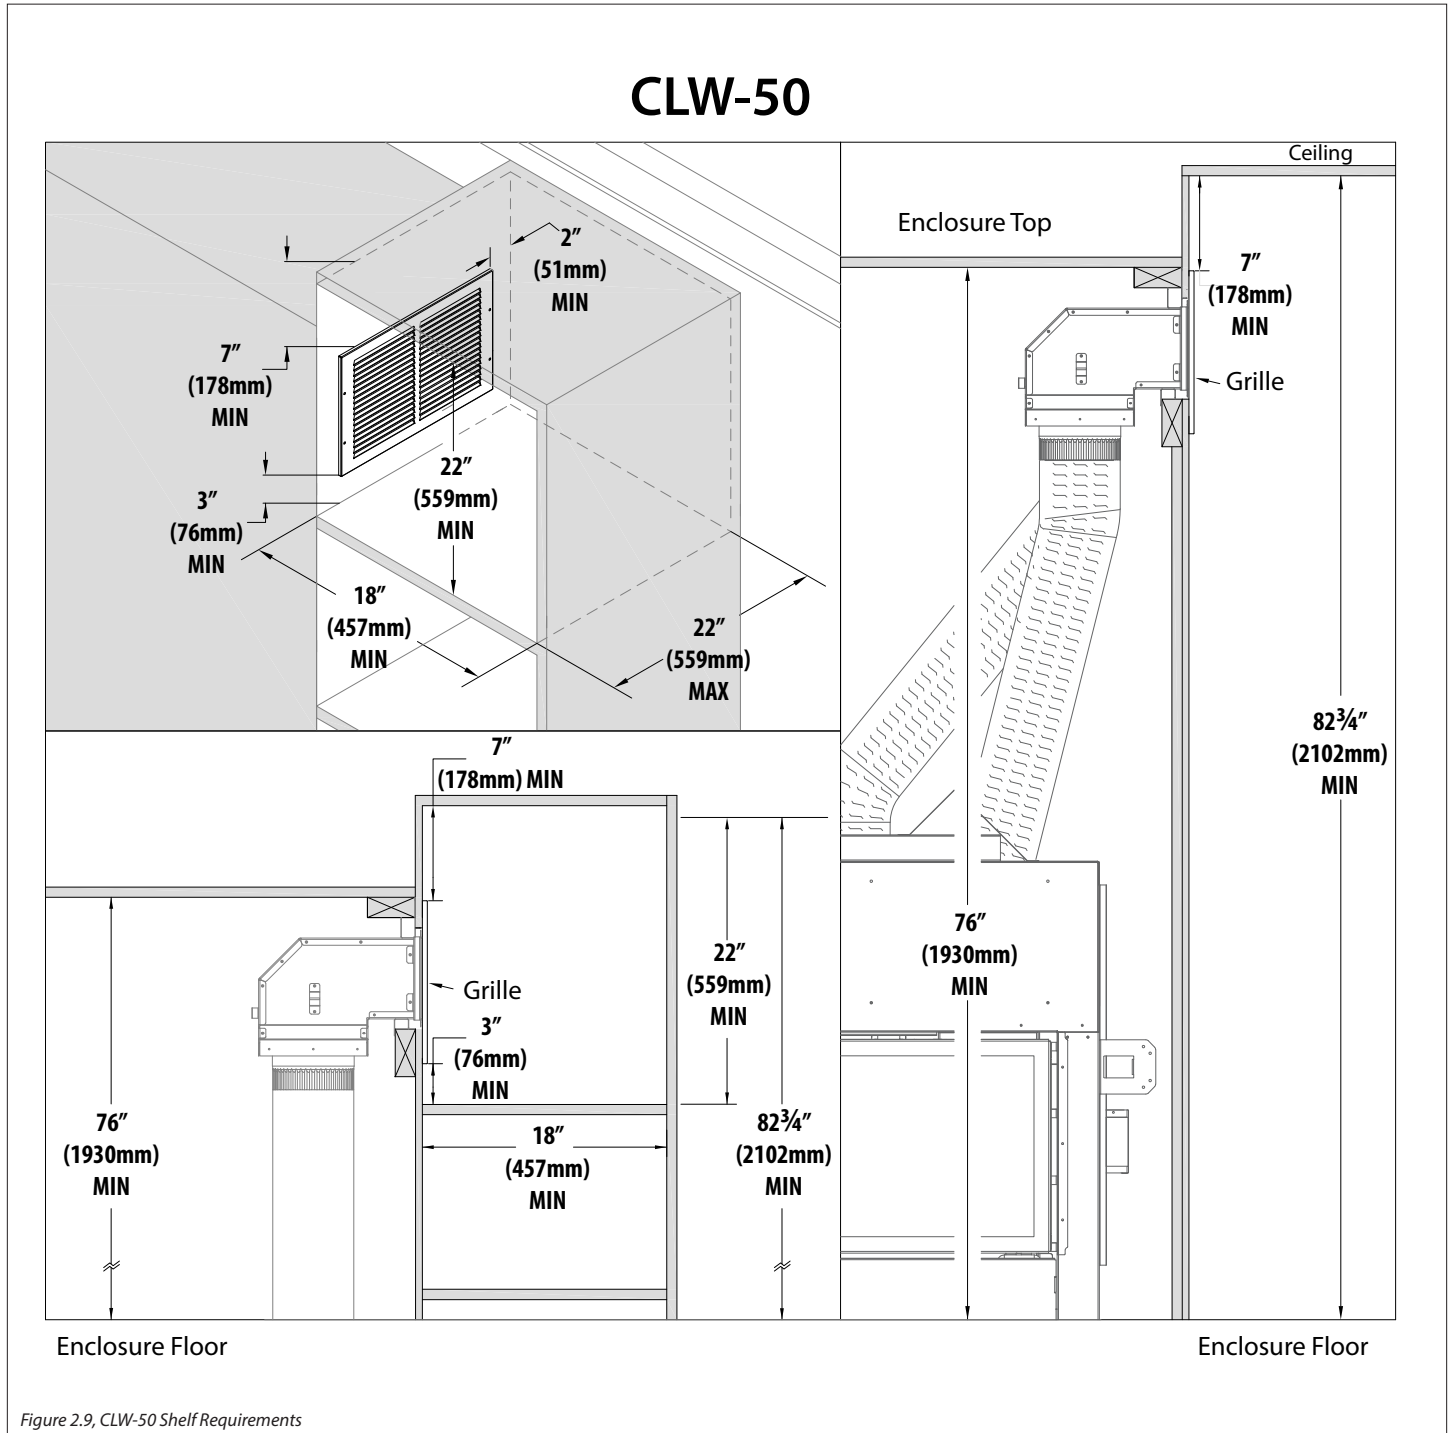 CLW-50
2”
(51mm)
MIN
7”
(178mm)
MIN
3”
(76mm)
MIN
22”
(559mm)
MIN
18”
(457mm)
MIN
22”
(559mm)
MAX
Ceiling
Enclosure Top
7”
(178mm)
MIN
Grille
82¾”
(2102mm)
MIN
76”
(1930mm)
MIN
Enclosure Floor
7”
(178mm) MIN
Grille
3”
(76mm)
MIN
22”
(559mm)
MIN
76”
(1930mm)
MIN
18”
(457mm)
MIN
82¾”
(2102mm)
MIN
Enclosure Floor
Figure 2.9, CLW-50 Shelf Requirements